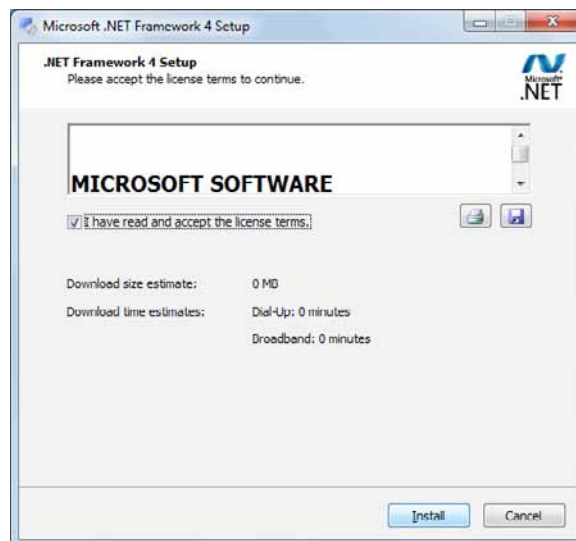 Microsoft .NET Framework 4 Setup
.NET Framework 4 Setup
Please accept the license terms to continue.
Microsoft®
.NET
MICROSOFT SOFTWARE
I have read and accept the license terms.
Download size estimate: 0 MB
Download time estimates: Dial-Up: 0 minutes
Broadband: 0 minutes
Install Cancel